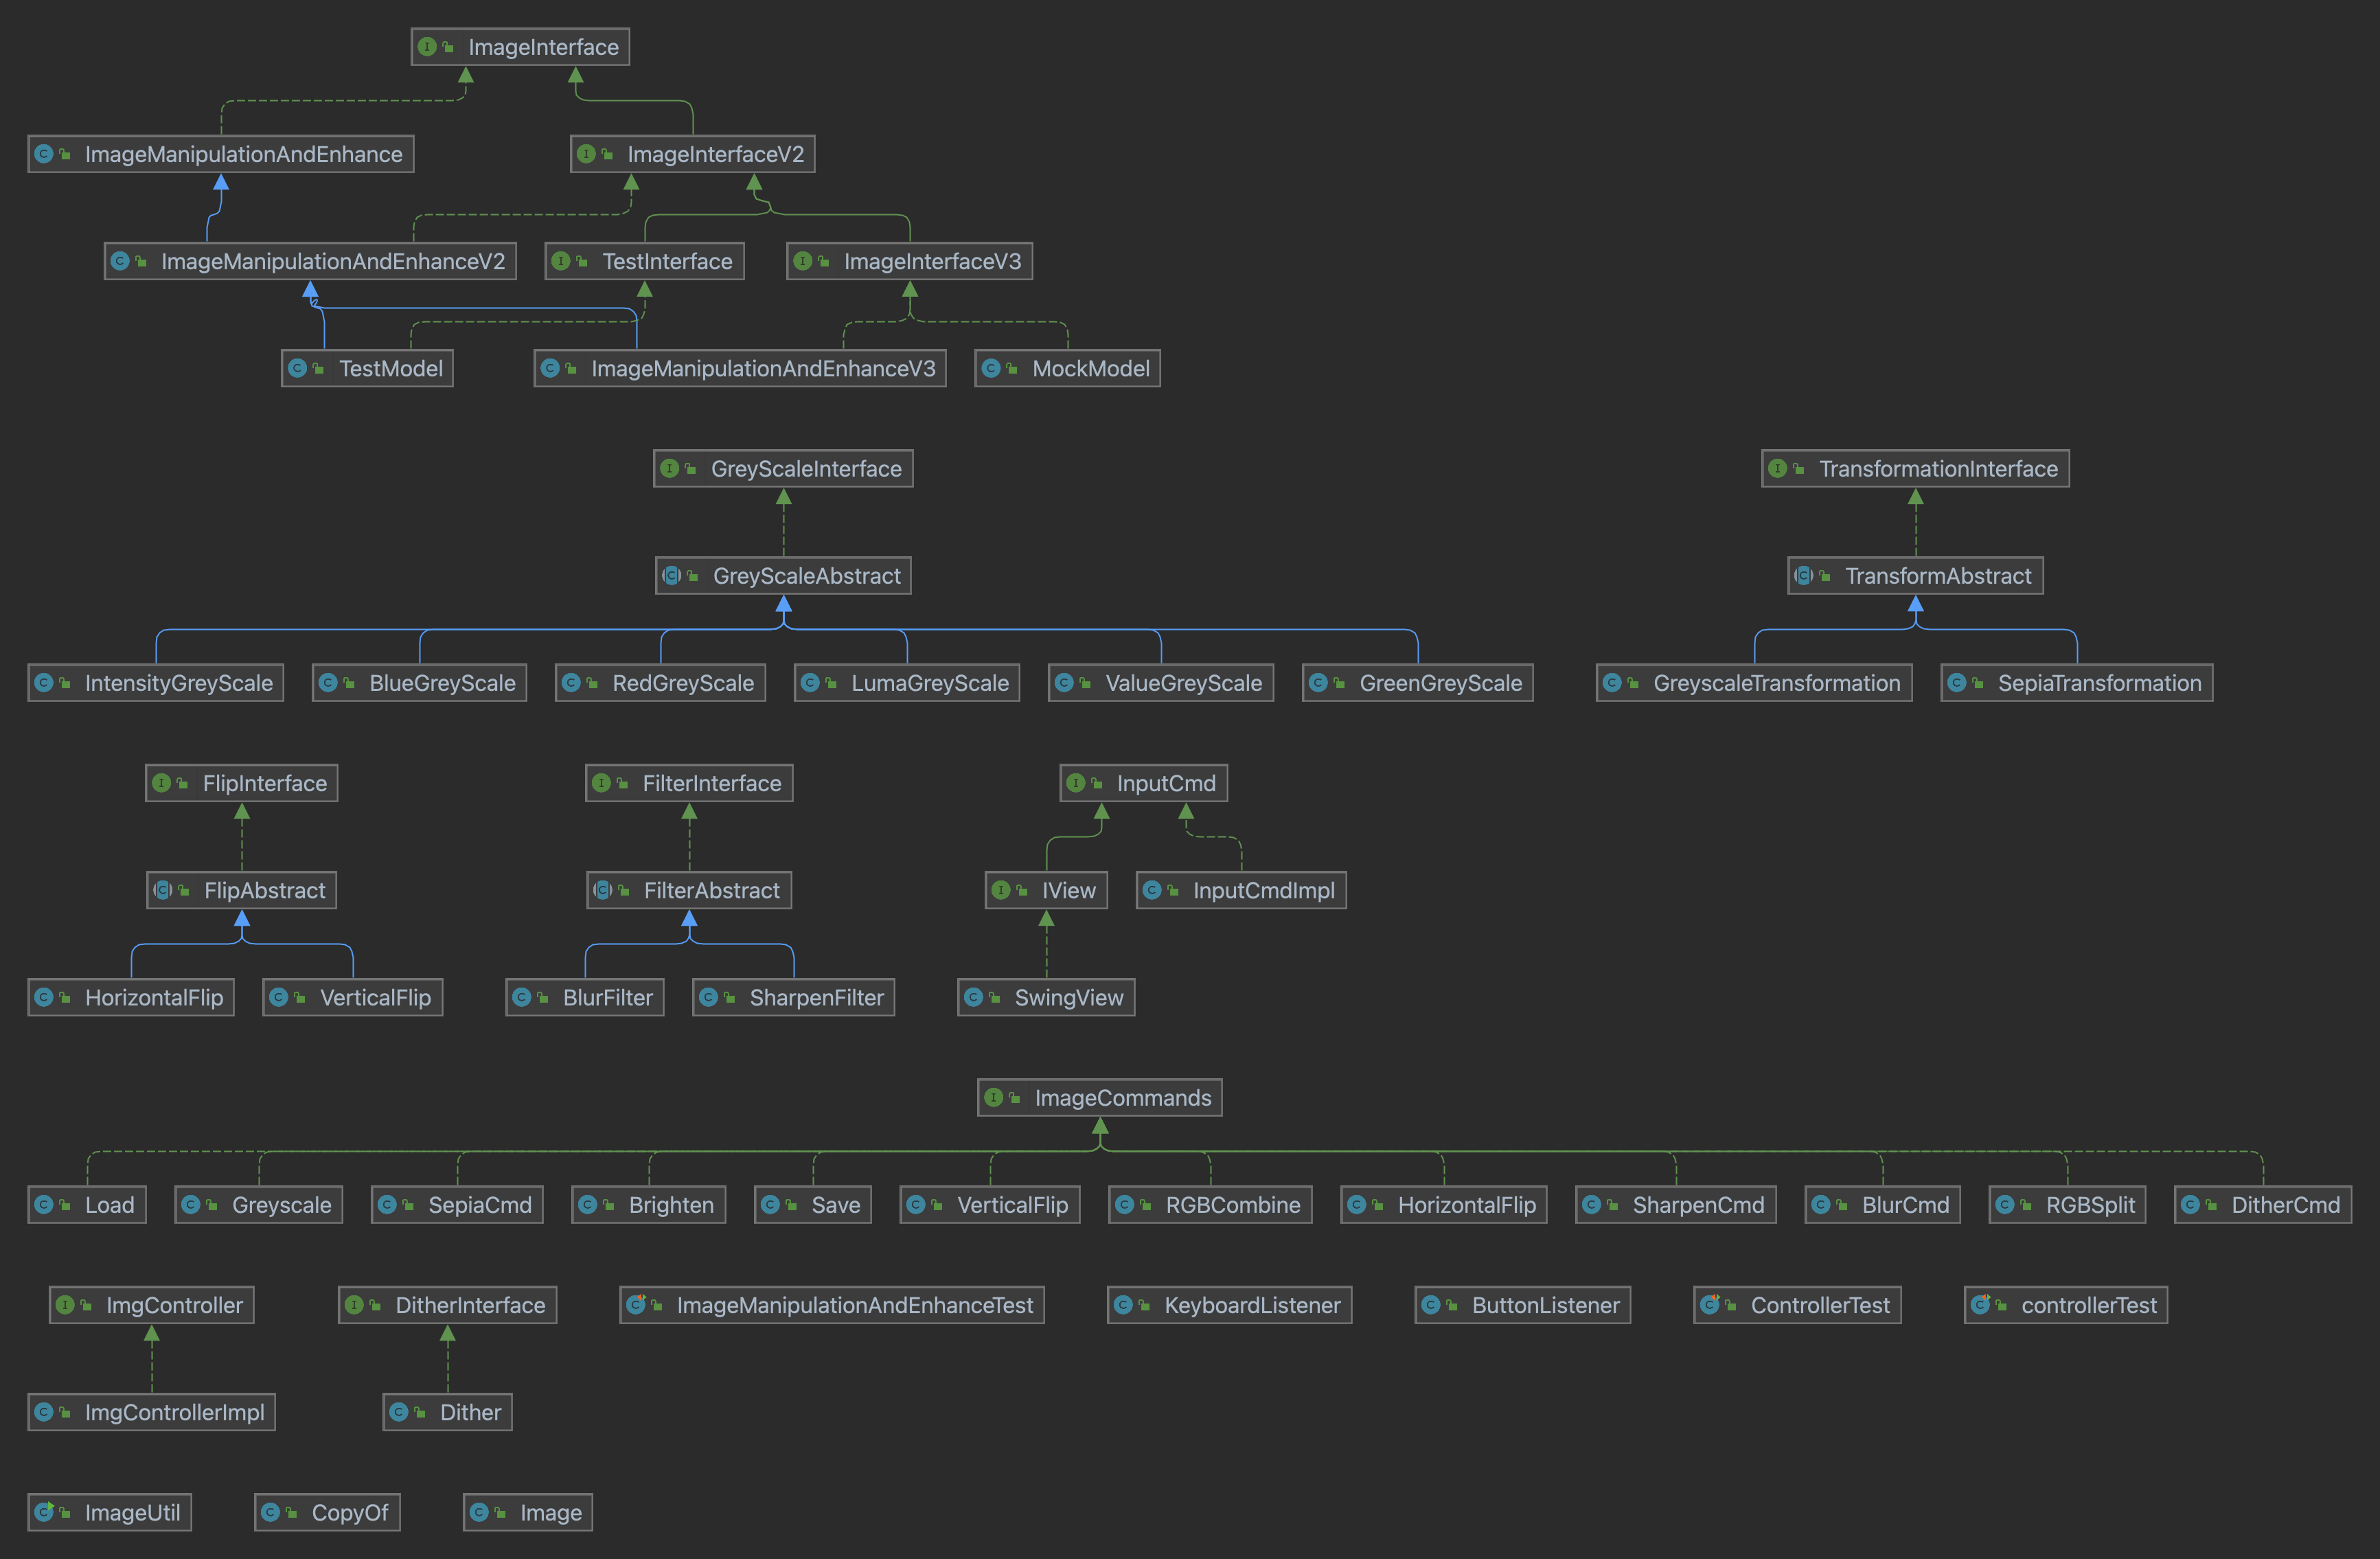 ImageInterface
ImageManipulationAndEnhance
ImageInterfaceV2
ImageManipulationAndEnhanceV2
TestInterface
ImageInterfaceV3
TestModel
ImageManipulationAndEnhanceV3
MockModel
GreyScaleInterface
TransformationInterface
GreyScaleAbstract
TransformAbstract
IntensityGreyScale
BlueGreyScale
RedGreyScale
LumaGreyScale
ValueGreyScale
GreenGreyScale
GreyscaleTransformation
SepiaTransformation
FlipInterface
FilterInterface
InputCmd
FlipAbstract
FilterAbstract
IView
InputCmdImpl
HorizontalFlip
VerticalFlip
BlurFilter
SharpenFilter
SwingView
ImageCommands
Load
Greyscale
SepiaCmd
Brighten
Save
VerticalFlip
RGBCombine
HorizontalFlip
SharpenCmd
BlurCmd
RGBSplit
DitherCmd
ImgController
DitherInterface
ImageManipulationAndEnhanceTest
KeyboardListener
ButtonListener
ControllerTest
controllerTest
ImgControllerImpl
Dither
ImageUtil
CopyOf
Image